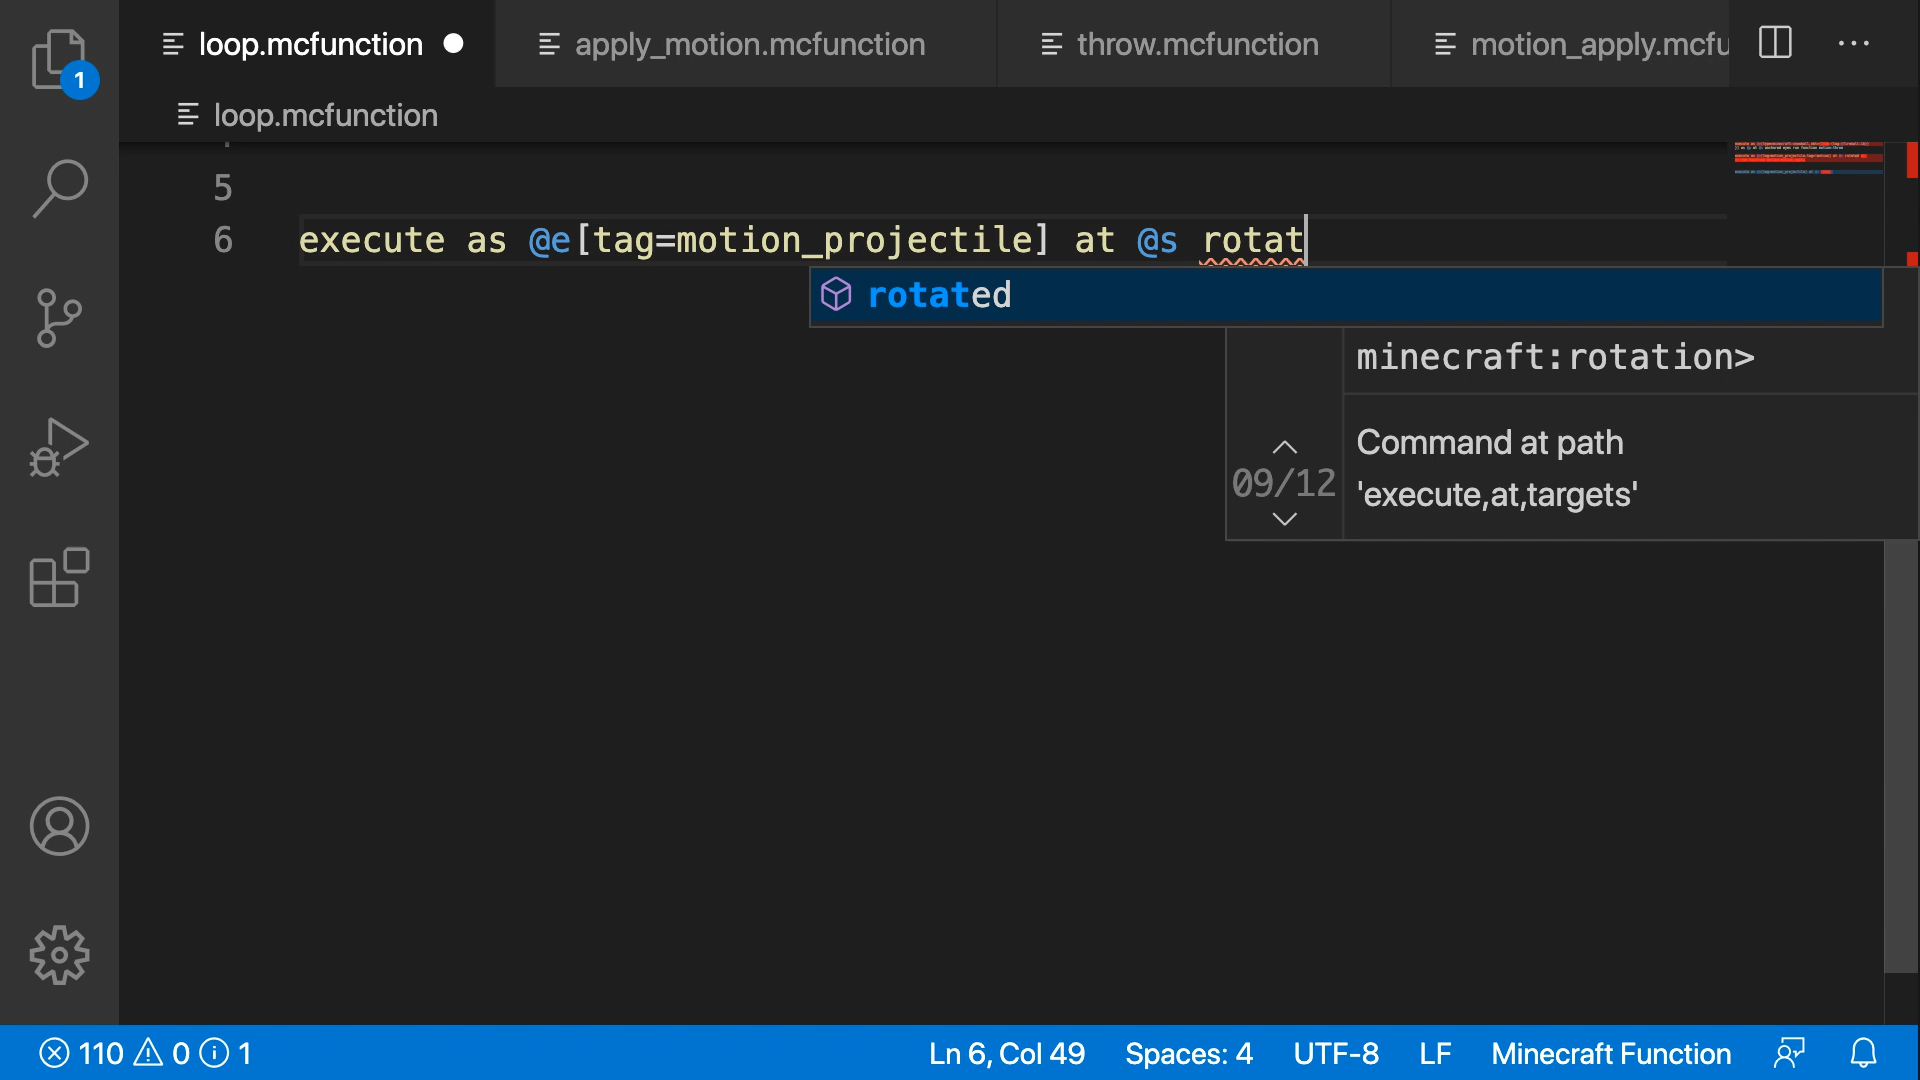 1
loop.mcfunction
apply_motion.mcfunction
throw.mcfunction
motion_apply.mcfu
loop.mcfunction
5
6
execute as @e[tag=motion_projectile] at @s rotat
rotated
minecraft:rotation>
09/12
Command at path
'execute,at,targets'
110 0 1
Ln 6, Col 49
Spaces: 4
UTF-8
LF
Minecraft Function